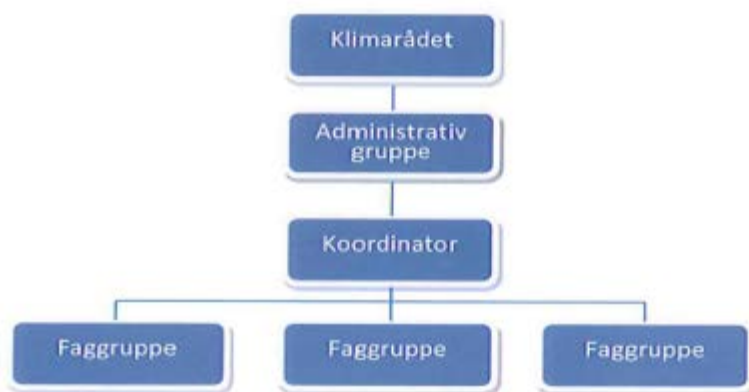 Klimarådet
Administrativ
gruppe
Koordinator
Faggruppe
Faggruppe
Faggruppe